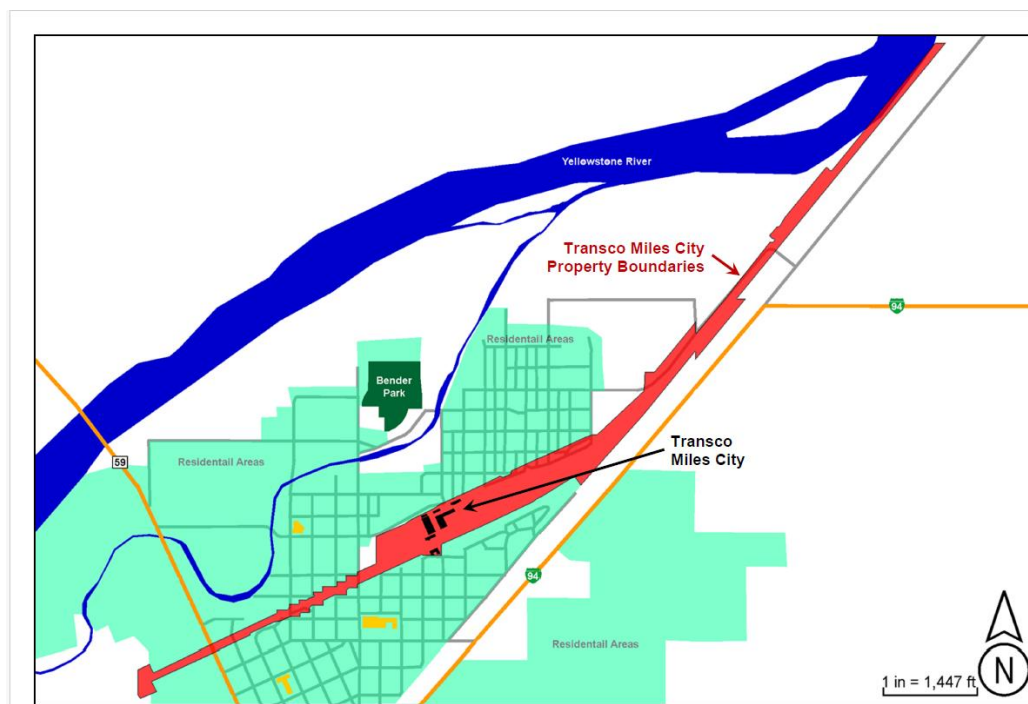 Yellowstone River
Transco Miles City
Property Boundaries
94
Residentail Areas
Bender
Park
Transco
Miles City
59
Residentail Areas
94
Residentail Areas
N
1 in = 1,447 ft